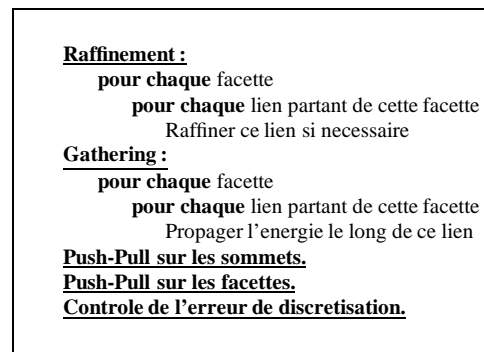 Raffinement :
pour chaque facette
pour chaque lien partant de cette facette
Raffiner ce lien si necessaire
Gathering :
pour chaque facette
pour chaque lien partant de cette facette
Propager l'energie le long de ce lien
Push-Pull sur les sommets.
Push-Pull sur les facettes.
Controle de l'erreur de discretisation.